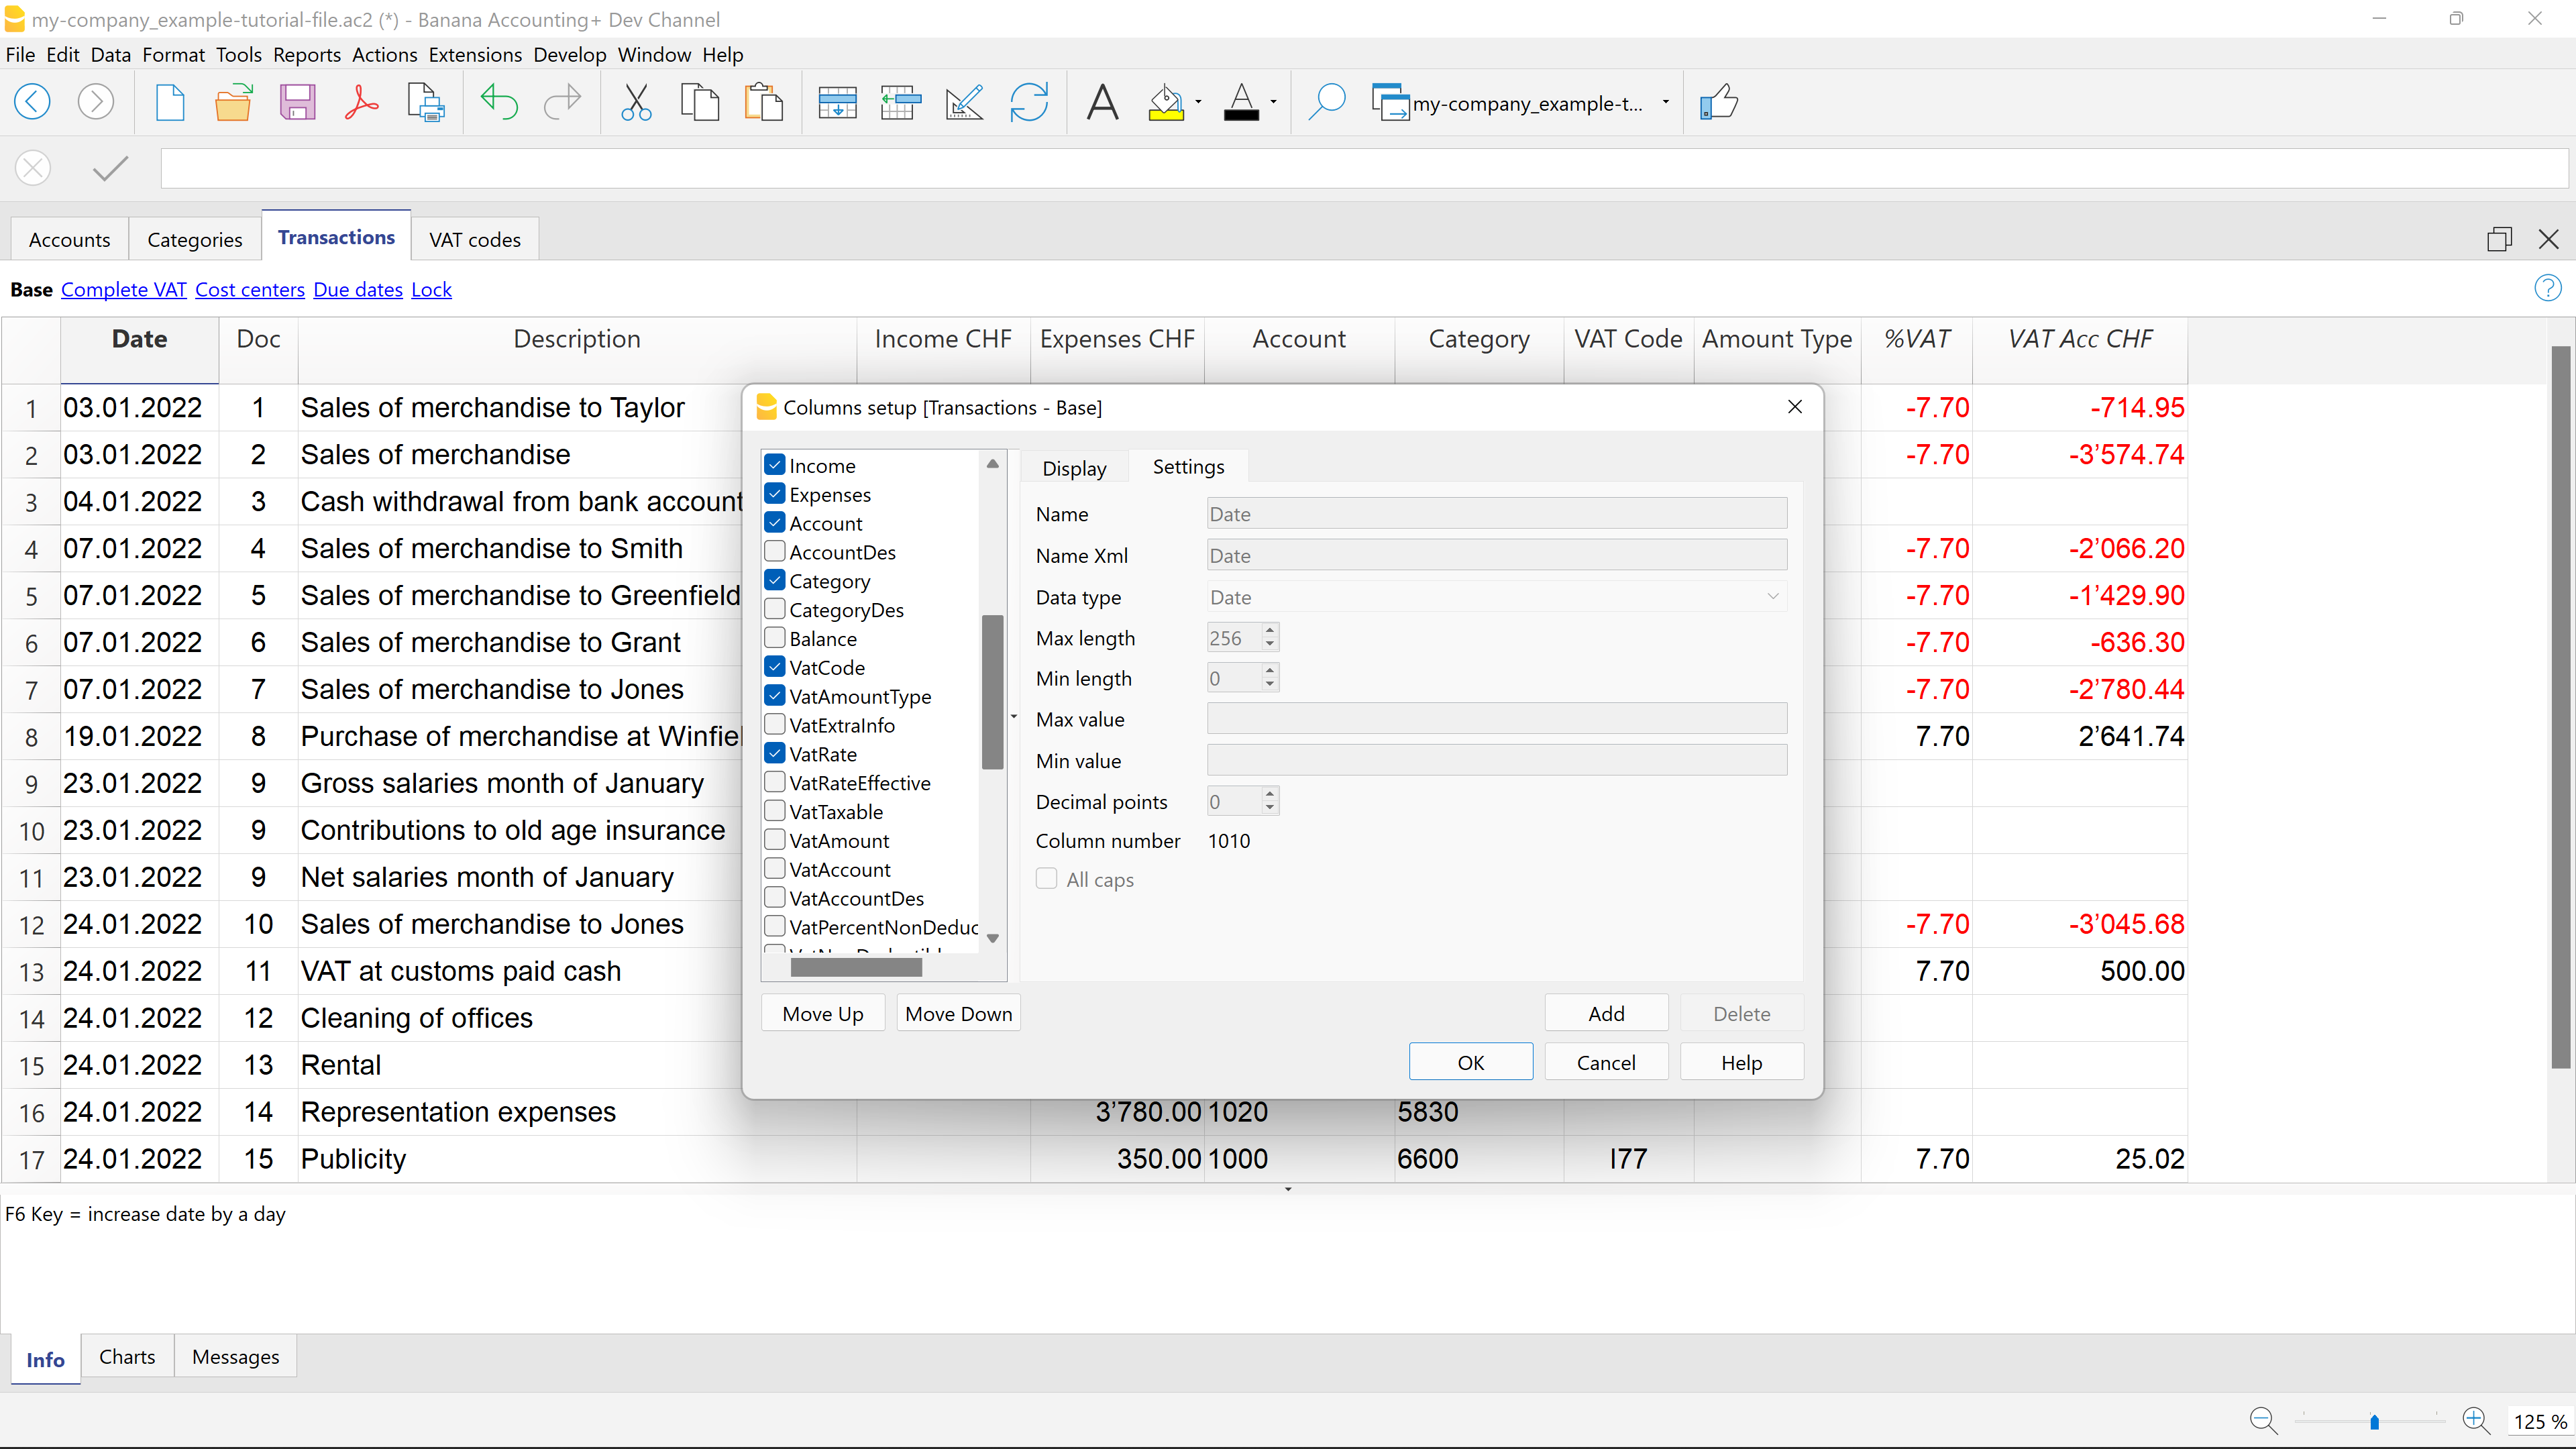 my-company_example-tutorial-file.ac2 (*) - Banana Accounting+ Dev Channel
File Edit Data Format Tools Reports Actions Extensions Develop Window Help
my-company_example-t...
Accounts Categories Transactions VAT codes
Base Complete VAT Cost centers Due dates Lock
Date Doc Description Income CHF Expenses CHF Account Category VAT Code Amount Type %VAT VAT Acc CHF
1 03.01.2022 1 Sales of merchandise to Taylor -7.70 -714.95
2 03.01.2022 2 Sales of merchandise -7.70 -3’574.74
3 04.01.2022 3 Cash withdrawal from bank account
4 07.01.2022 4 Sales of merchandise to Smith -7.70 -2’066.20
5 07.01.2022 5 Sales of merchandise to Greenfield -7.70 -1’429.90
6 07.01.2022 6 Sales of merchandise to Grant -7.70 -636.30
7 07.01.2022 7 Sales of merchandise to Jones -7.70 -2’780.44
8 19.01.2022 8 Purchase of merchandise at Winfie 7.70 2’641.74
9 23.01.2022 9 Gross salaries month of January
10 23.01.2022 9 Contributions to old age insurance
11 23.01.2022 9 Net salaries month of January
12 24.01.2022 10 Sales of merchandise to Jones -7.70 -3’045.68
13 24.01.2022 11 VAT at customs paid cash 7.70 500.00
14 24.01.2022 12 Cleaning of offices
15 24.01.2022 13 Rental
16 24.01.2022 14 Representation expenses 3’780.00 1020 5830
17 24.01.2022 15 Publicity 350.00 1000 6600 I77 7.70 25.02
Columns setup [Transactions - Base]
Income
Expenses
Account
AccountDes
Category
CategoryDes
Balance
VatCode
VatAmountType
VatExtraInfo
VatRate
VatRateEffective
VatTaxable
VatAmount
VatAccount
VatAccountDes
VatPercentNonDeduc
Display Settings
Name Date
Name Xml Date
Data type Date
Max length 256
Min length 0
Max value
Min value
Decimal points 0
Column number 1010
All caps
Move Up Move Down Add Delete
OK Cancel Help
F6 Key = increase date by a day
Info Charts Messages
125 %